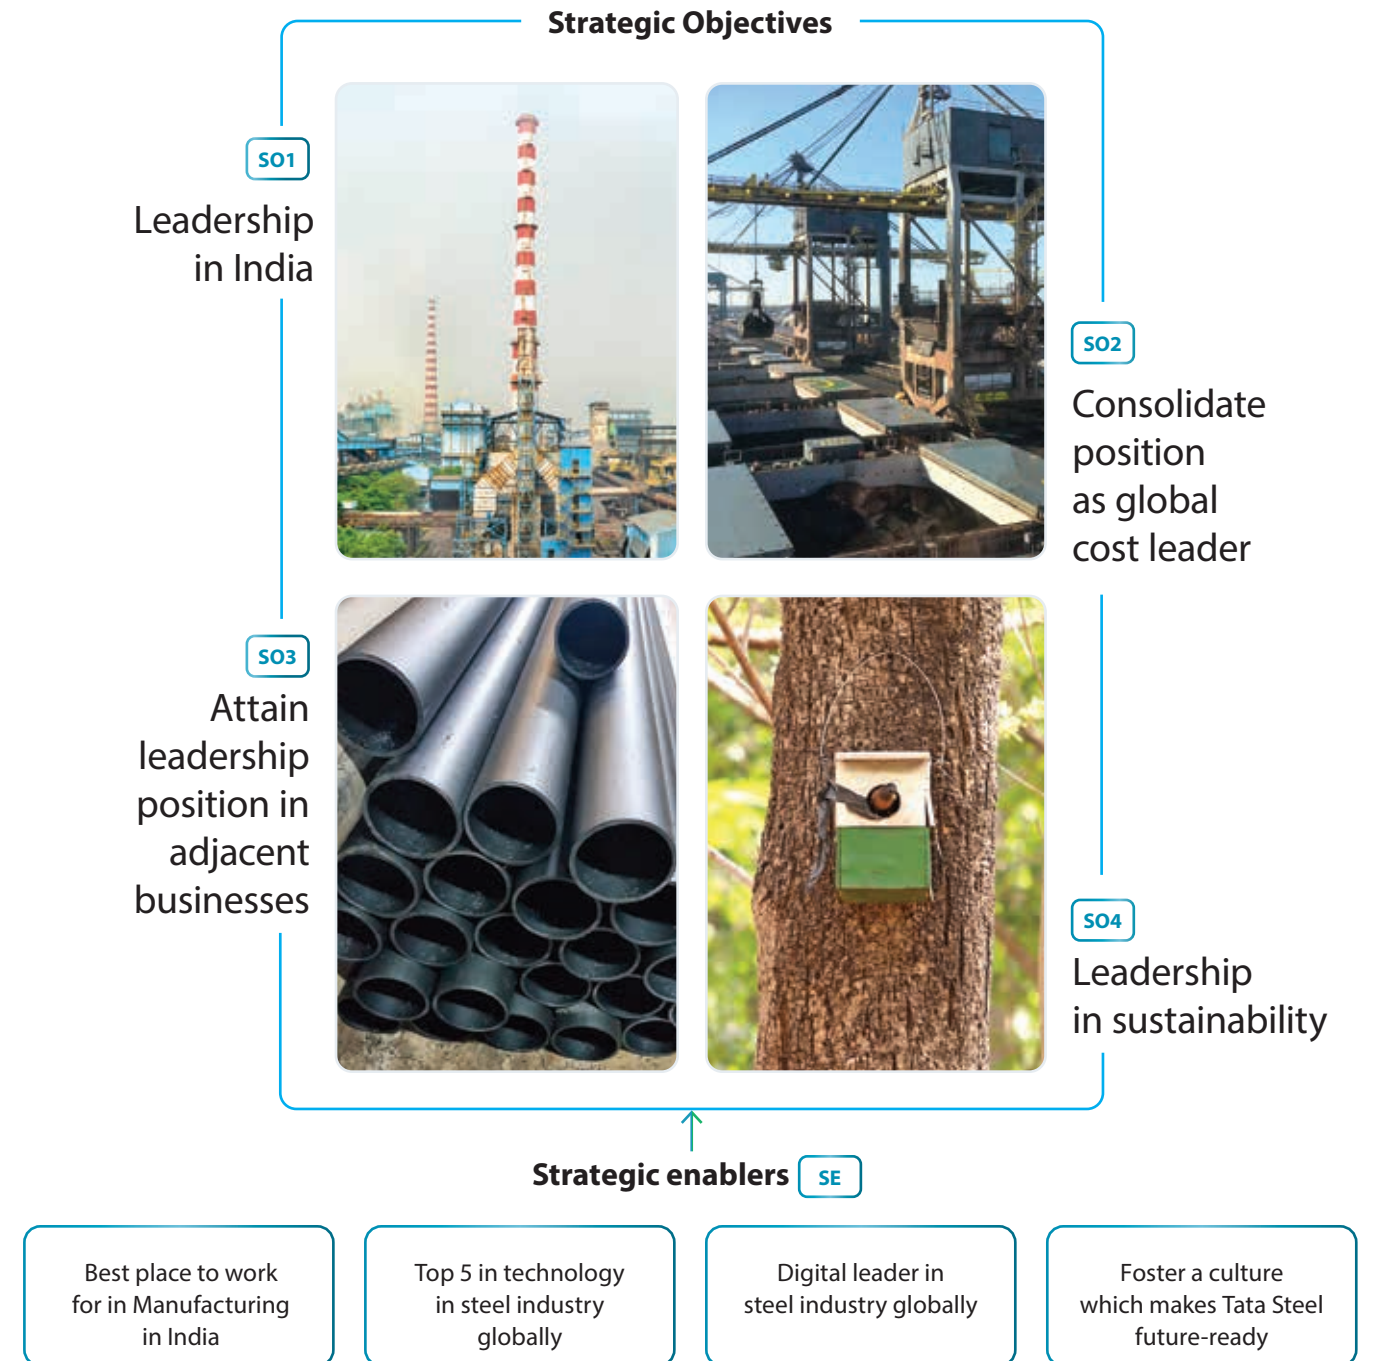 Strategic Objectives
SO1
Leadership
in India
SO2
Consolidate
position
as global
cost leader
SO3
Attain
leadership
position in
adjacent
businesses
SO4
Leadership
in sustainability
Strategic enablers SE
Best place to work
for in Manufacturing
in India
Top 5 in technology
in steel industry
globally
Digital leader in
steel industry globally
Foster a culture
which makes Tata Steel
future-ready